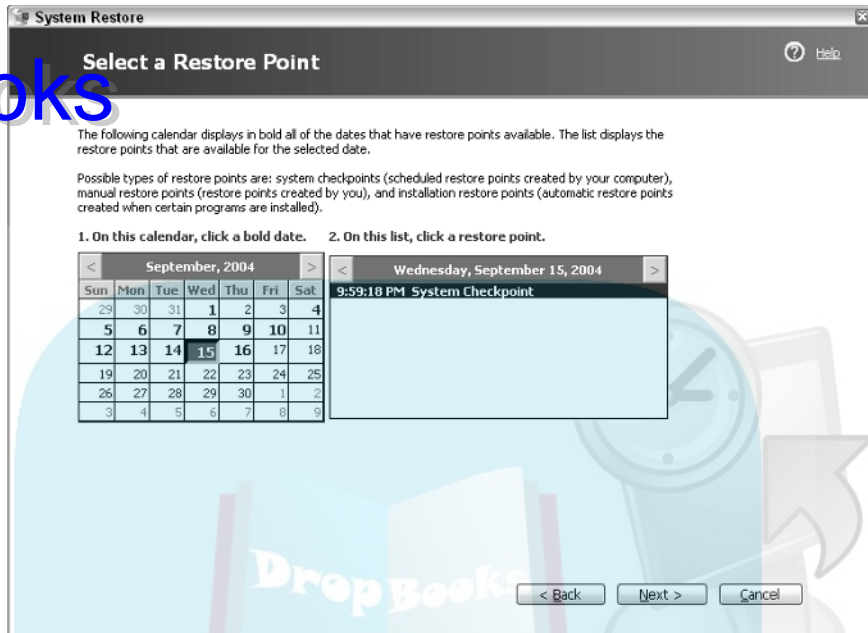 System Restore
Select a Restore Point
Help
oks
The following calendar displays in bold all of the dates that have restore points available. The list displays the
restore points that are available for the selected date.
Possible types of restore points are: system checkpoints (scheduled restore points created by your computer),
manual restore points (restore points created by you), and installation restore points (automatic restore points
created when certain programs are installed).
1. On this calendar, click a bold date. 2. On this list, click a restore point.
< September, 2004 > < Wednesday, September 15, 2004 >
Sun Mon Tue Wed Thu Fri Sat 9:59:18 PM System Checkpoint
29 30 31 1 2 3 4
5 6 7 8 9 10 11
12 13 14 15 16 17 18
19 20 21 22 23 24 25
26 27 28 29 30 1 2
3 4 5 6 7 8 9
DropBooks
< Back Next > Cancel